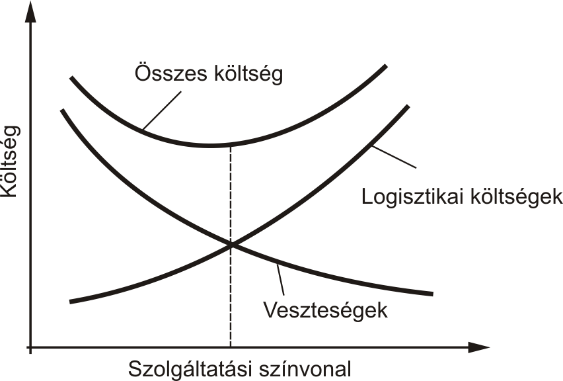 Összes költség
Költség
Logisztikai költségek
Veszteségek
Szolgáltatási színvonal